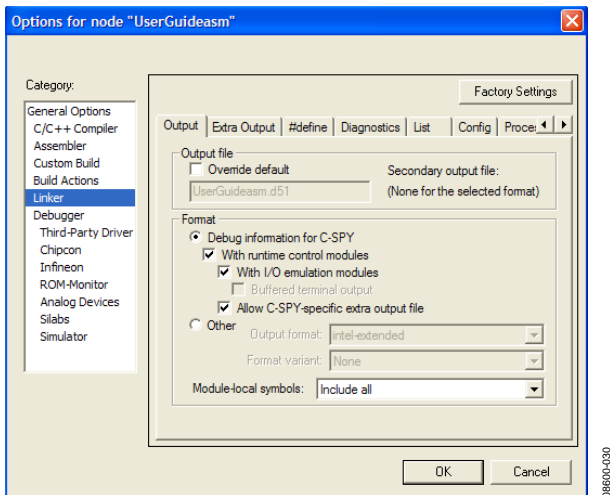 Options for node "UserGuideasm"
Category:
General Options
C/C++ Compiler
Assembler
Custom Build
Build Actions
Linker
Debugger
Third-Party Driver
Chipcon
Infineon
ROM-Monitor
Analog Devices
Silabs
Simulator
Factory Settings
Output Extra Output #define Diagnostics List Config Proce
Output file
Override default
UserGuideasm.d51
Secondary output file:
(None for the selected format)
Format
Debug information for C-SPY
With runtime control modules
With I/O emulation modules
Buffered terminal output
Allow C-SPY-specific extra output file
Other
Output format: intel-extended
Format variant: None
Module-local symbols: Include all
OK Cancel
08600-030